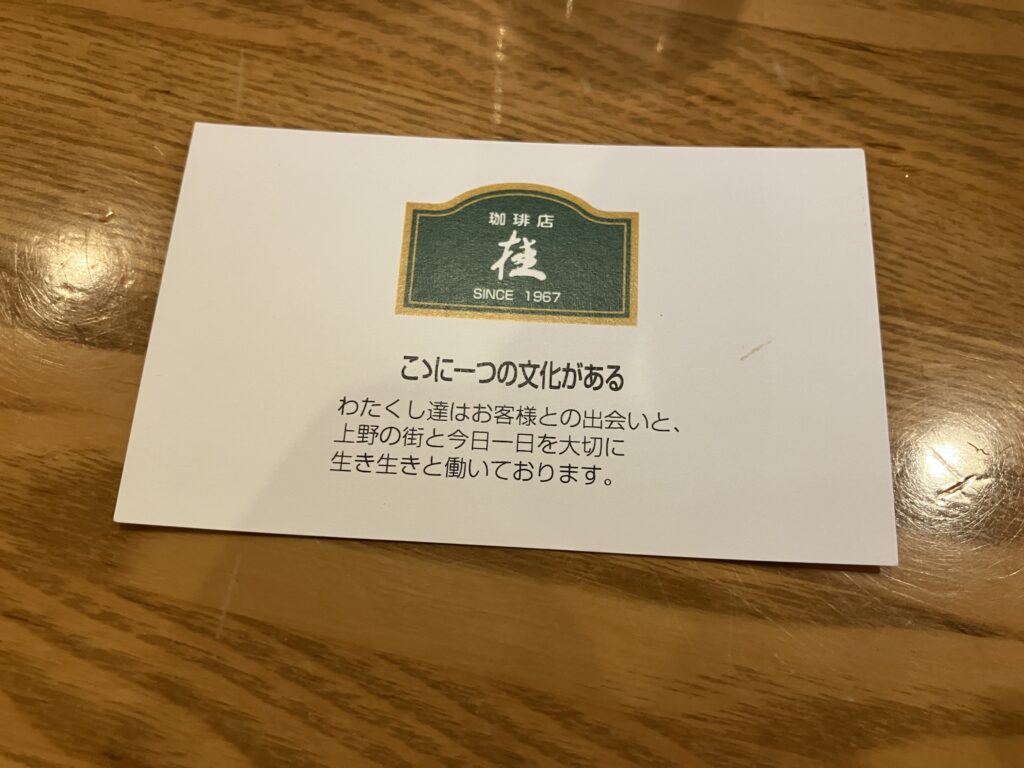 珈琲店
桂
SINCE 1967
こゝに一つの文化がある
わたくし達はお客様との出会いと、
上野の街と今日一日を大切に
生き生きと働いております。